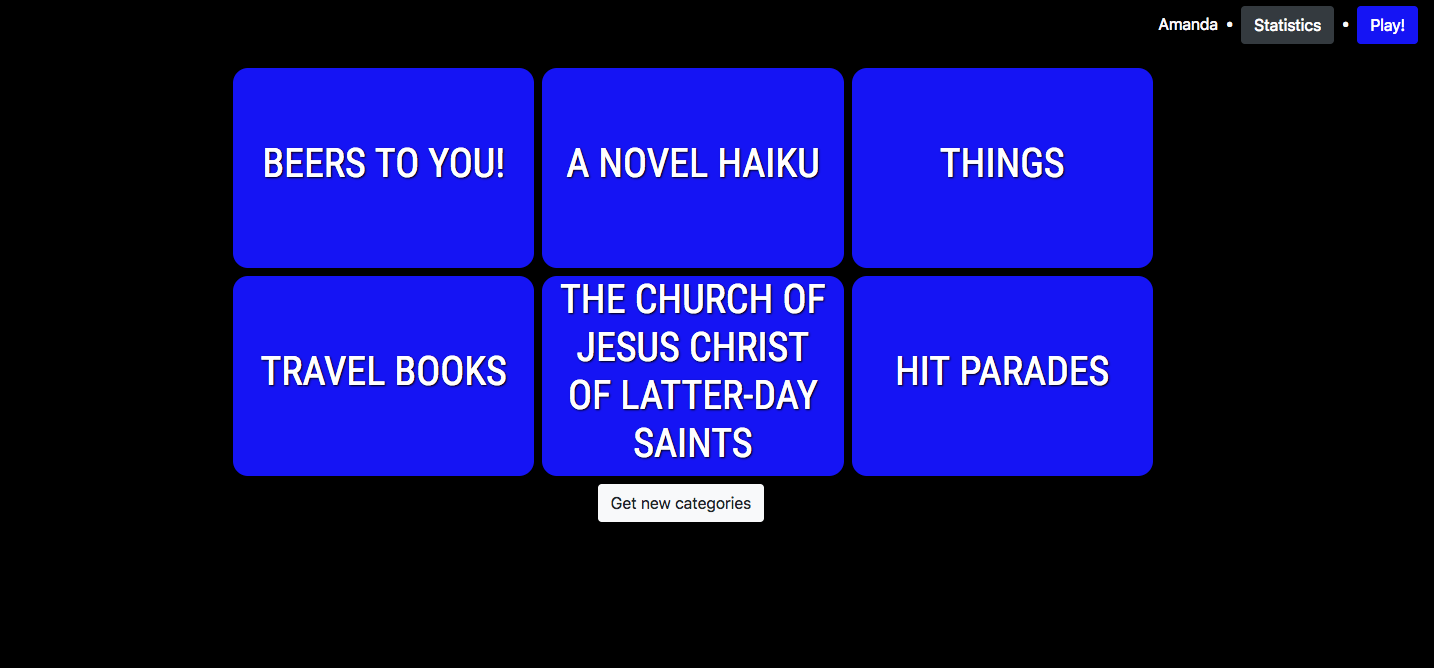 Amanda • Statistics • Play!
BEERS TO YOU!
A NOVEL HAIKU
THINGS
TRAVEL BOOKS
THE CHURCH OF
JESUS CHRIST
OF LATTER-DAY
SAINTS
HIT PARADES
Get new categories